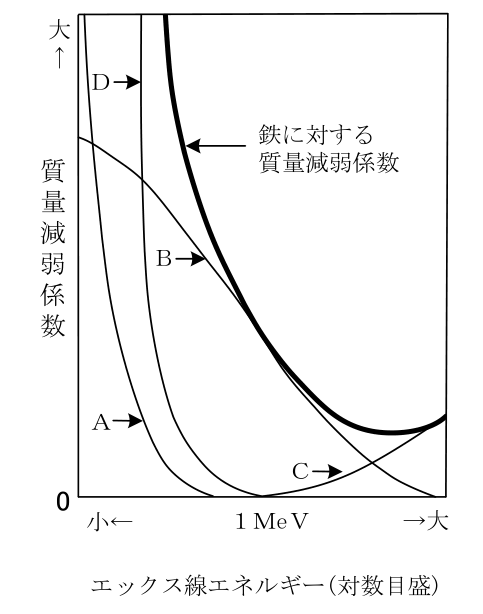 大
↑
D→
鉄に対する
質量減弱係数
質量減弱係数
B→
A→
C→
0
小←
1 MeV
→大
エックス線エネルギー(対数目盛)